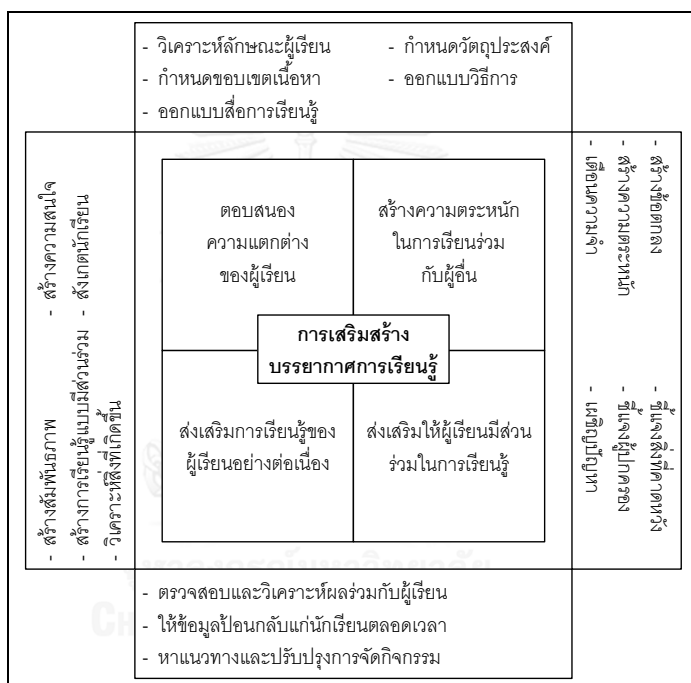 - วิเคราะห์ลักษณะผู้เรียน - กำหนดวัตถุประสงค์
- กำหนดขอบเขตเนื้อหา - ออกแบบวิธีการ
- ออกแบบสื่อการเรียนรู้
- สร้างสัมพันธภาพ - สร้างความสนใจ
- สร้างการเรียนรู้แบบมีส่วนร่วม - สังเกตนักเรียน
- วิเคราะห์สิ่งที่เกิดขึ้น
ตอบสนอง
ความแตกต่าง
ของผู้เรียน
สร้างความตระหนัก
ในการเรียนร่วม
กับผู้อื่น
การเสริมสร้าง
บรรยากาศการเรียนรู้
ส่งเสริมการเรียนรู้ของ
ผู้เรียนอย่างต่อเนื่อง
ส่งเสริมให้ผู้เรียนมีส่วน
ร่วมในการเรียนรู้
- สร้างข้อตกลง - ชี้แจงสิ่งที่คาดหวัง
- สร้างความตระหนัก - ชี้แจงผู้ปกครอง
- เตือนความจำ - เผชิญปัญหา
- ตรวจสอบและวิเคราะห์ผลร่วมกับผู้เรียน
- ให้ข้อมูลป้อนกลับแก่นักเรียนตลอดเวลา
- หาแนวทางและปรับปรุงการจัดกิจกรรม